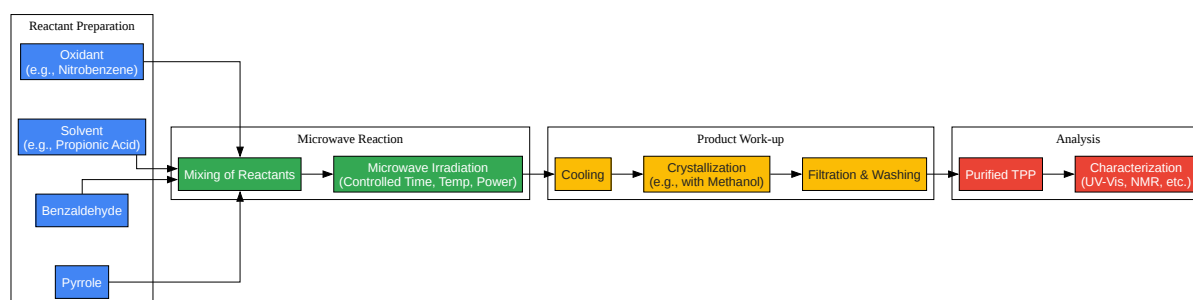 Reactant Preparation
Oxidant
(e.g., Nitrobenzene)
Solvent
(e.g., Propionic Acid)
Benzaldehyde
Pyrrole
Microwave Reaction
Mixing of Reactants
Microwave Irradiation
(Controlled Time, Temp, Power)
Product Work-up
Cooling
Crystallization
(e.g., with Methanol)
Filtration & Washing
Analysis
Purified TPP
Characterization
(UV-Vis, NMR, etc.)